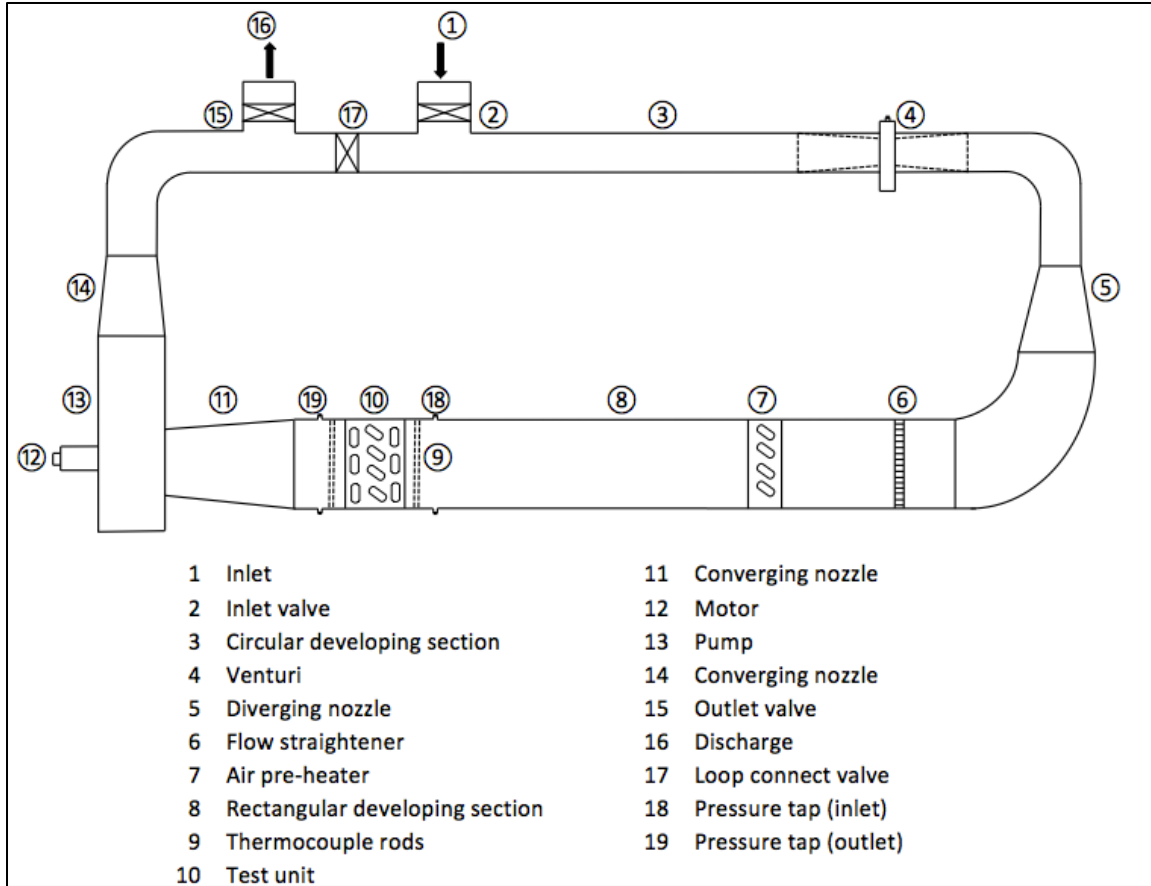 ⑯ ①
⑮ ⑰ ② ③ ④
⑭ ⑤
⑬ ⑪ ⑲ ⑩ ⑱ ⑧ ⑦ ⑥
⑫ ⑨
1 Inlet
2 Inlet valve
3 Circular developing section
4 Venturi
5 Diverging nozzle
6 Flow straightener
7 Air pre-heater
8 Rectangular developing section
9 Thermocouple rods
10 Test unit
11 Converging nozzle
12 Motor
13 Pump
14 Converging nozzle
15 Outlet valve
16 Discharge
17 Loop connect valve
18 Pressure tap (inlet)
19 Pressure tap (outlet)